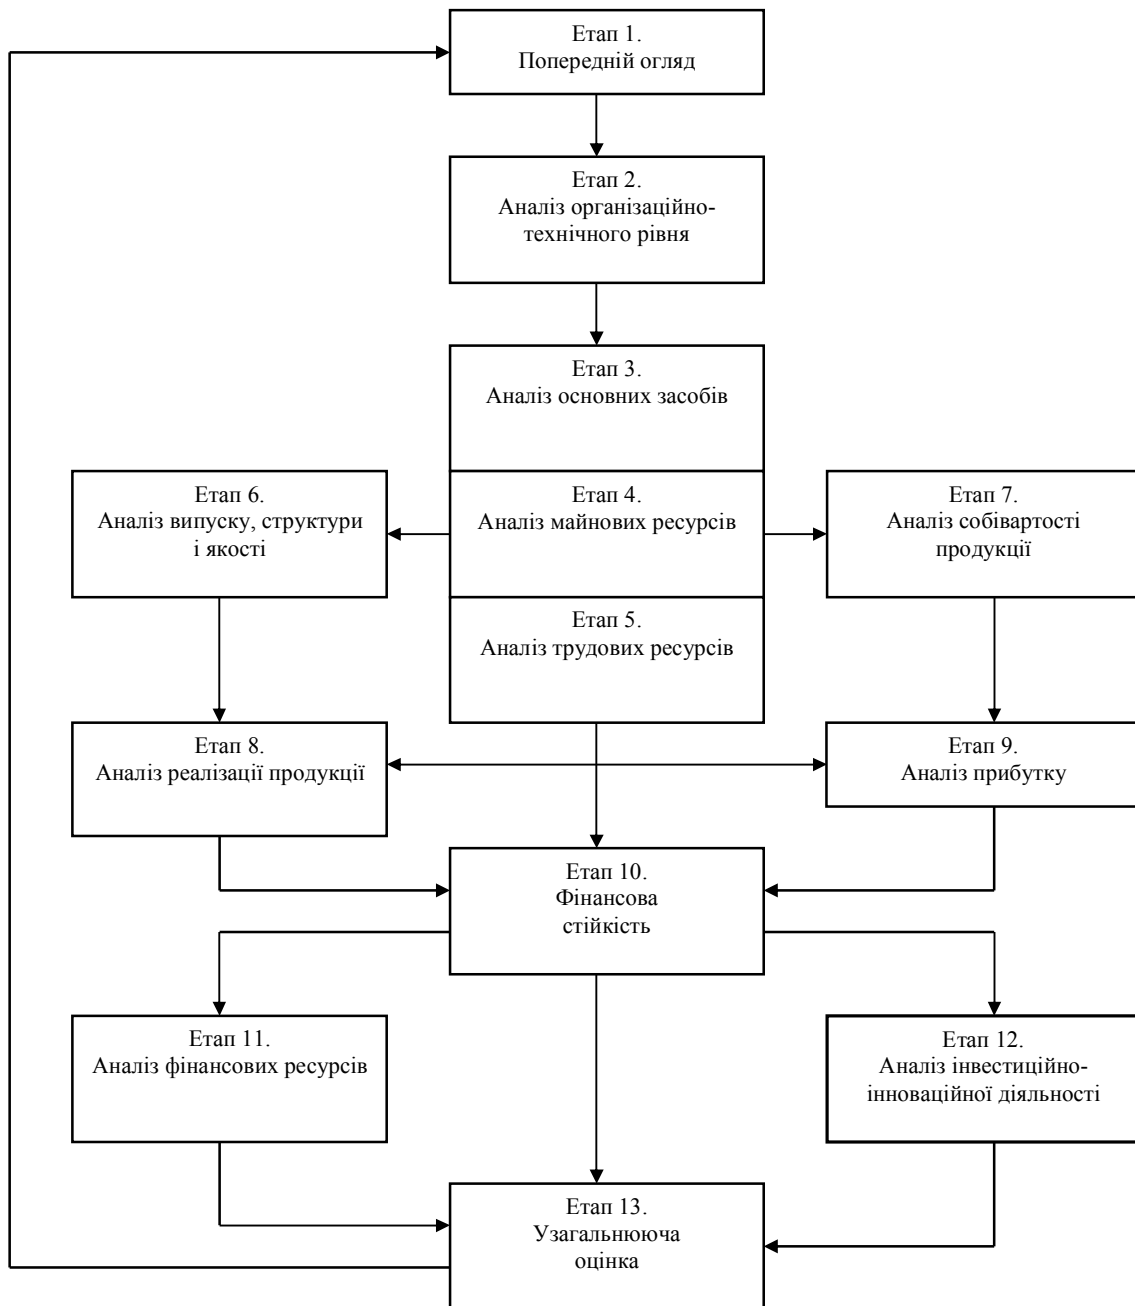 Етап 1.
Попередній огляд
Етап 2.
Аналіз організаційно-
технічного рівня
Етап 3.
Аналіз основних засобів
Етап 6.
Аналіз випуску, структури
і якості
Етап 4.
Аналіз майнових ресурсів
Етап 7.
Аналіз собівартості
продукції
Етап 5.
Аналіз трудових ресурсів
Етап 8.
Аналіз реалізації продукції
Етап 9.
Аналіз прибутку
Етап 10.
Фінансова
стійкість
Етап 11.
Аналіз фінансових ресурсів
Етап 12.
Аналіз інвестиційно-
інноваційної діяльності
Етап 13.
Узагальнююча
оцінка